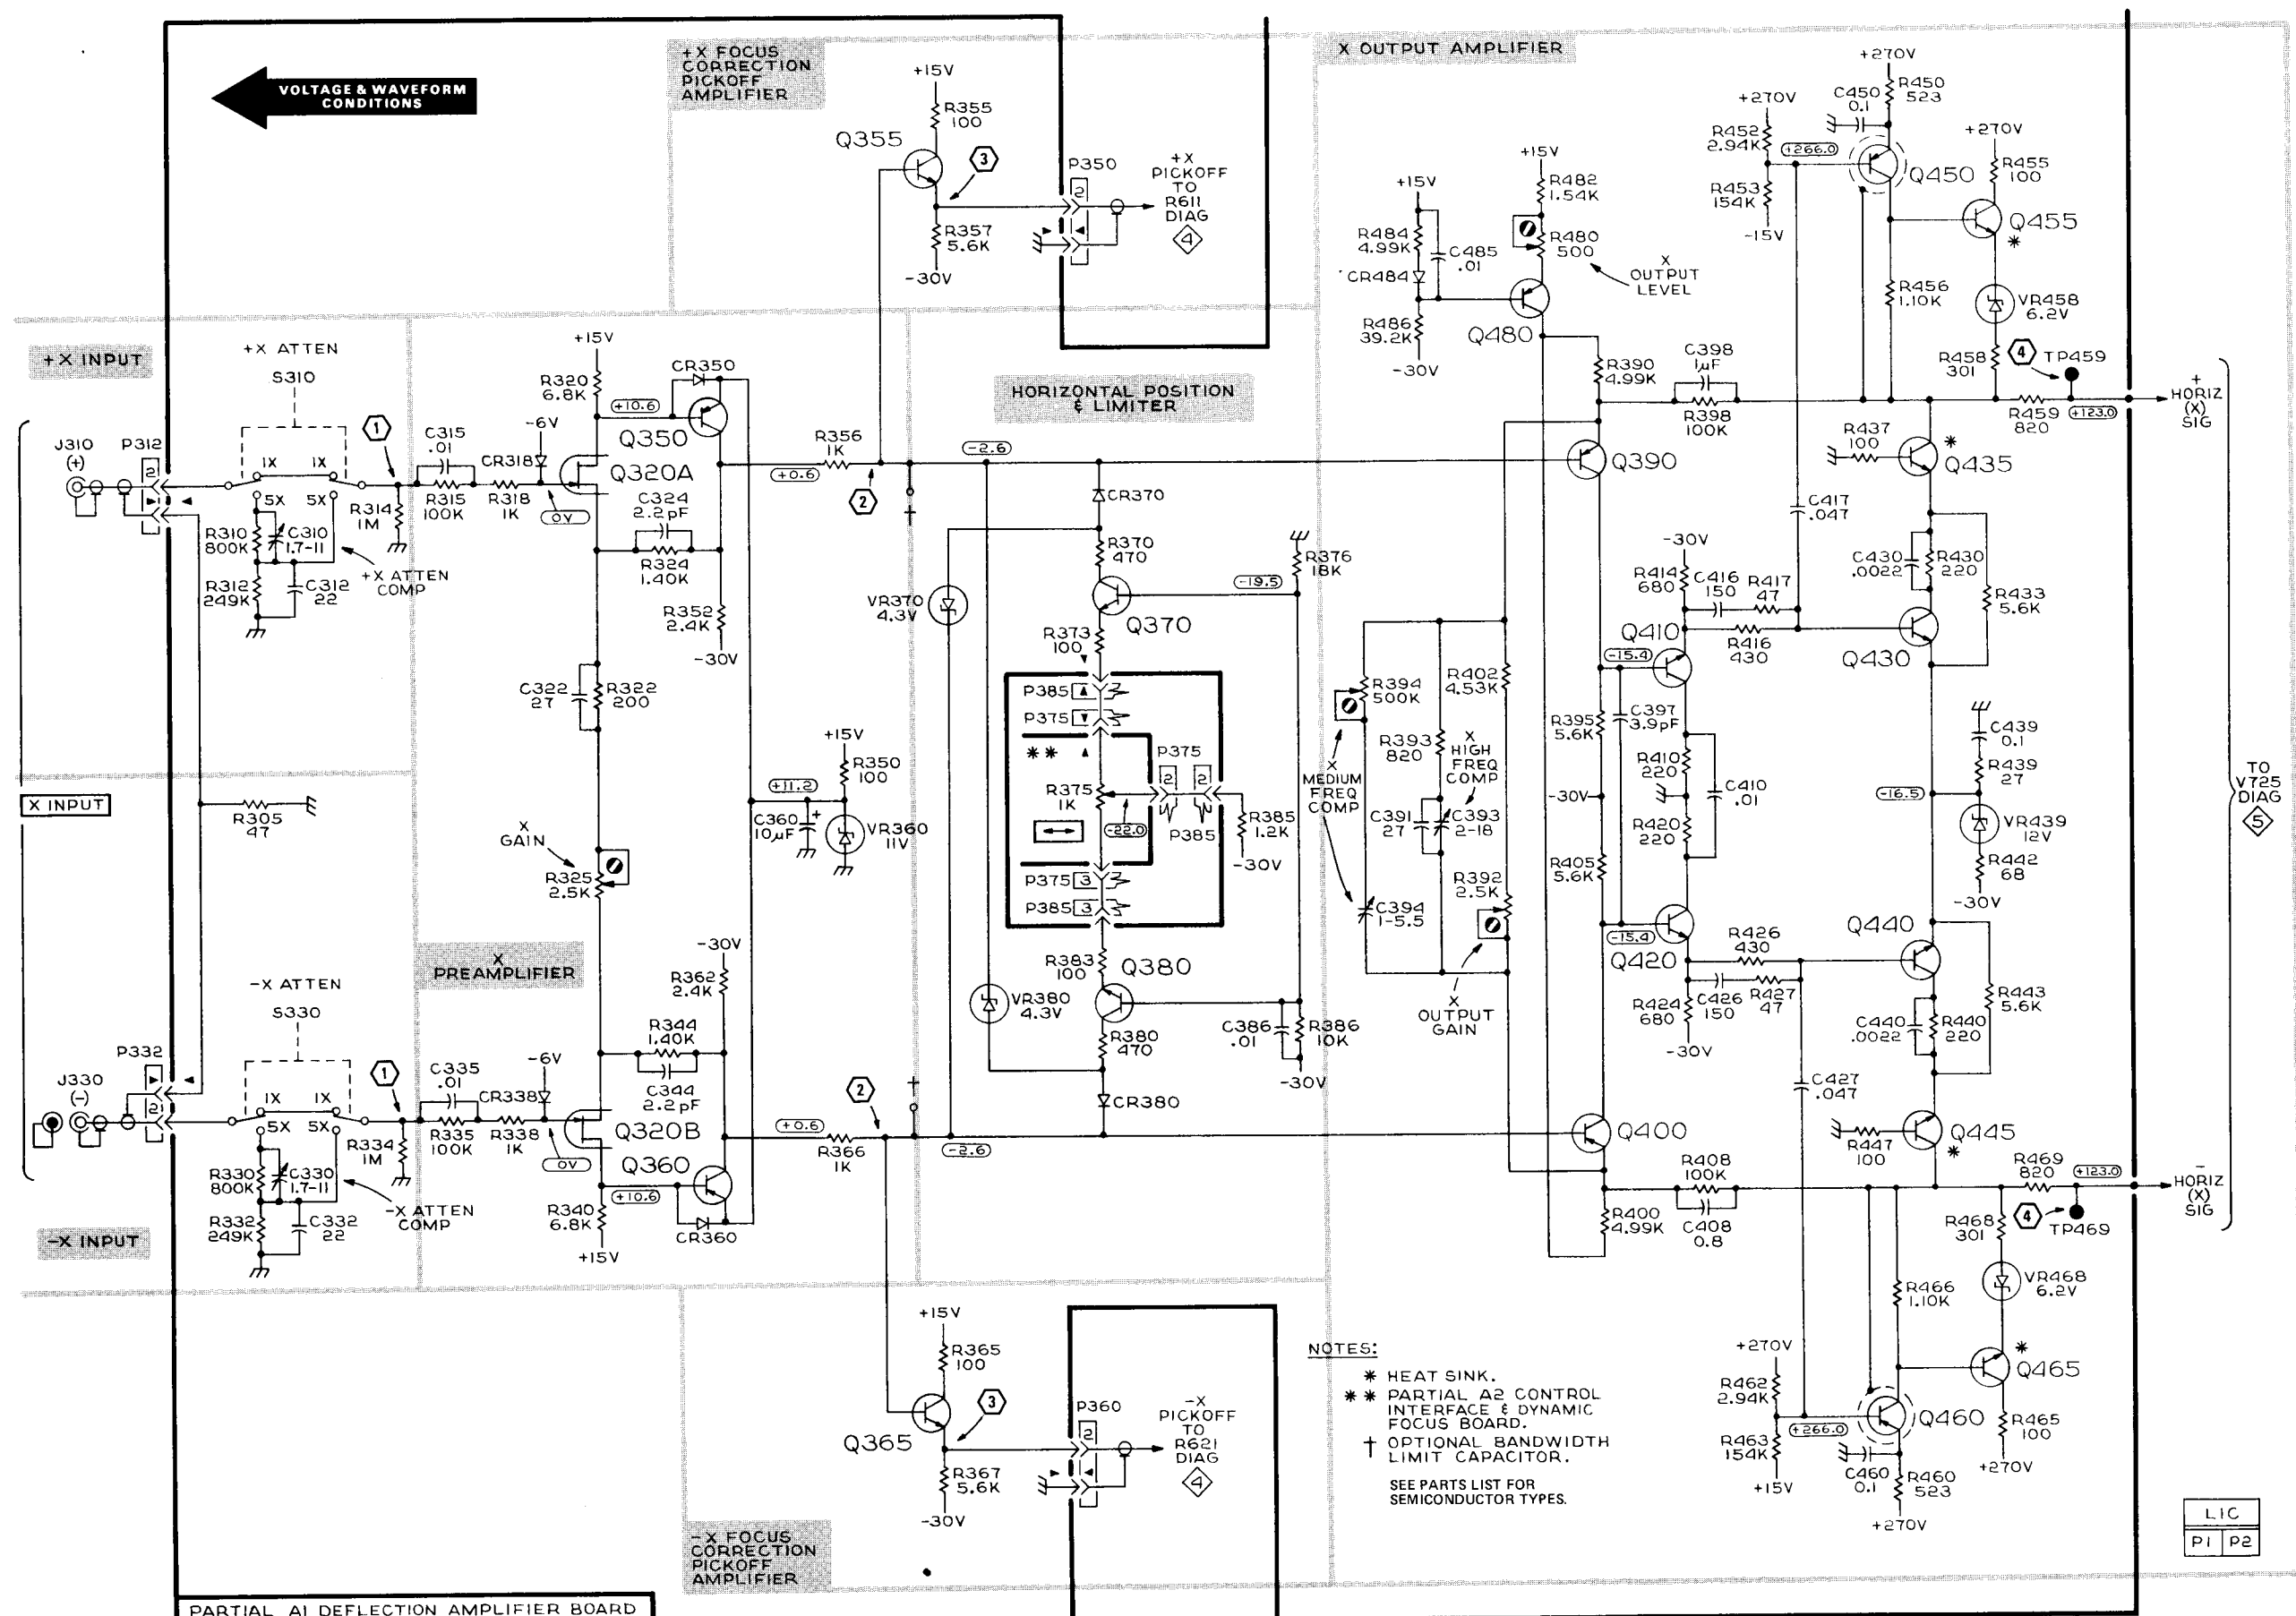 +X FOCUS
CORRECTION
PICKOFF
AMPLIFIER
X OUTPUT AMPLIFIER
VOLTAGE & WAVEFORM
CONDITIONS
+15V
R355
100
Q355
3
P350
2
+X
PICKOFF
TO
R611
DIAG
4
R357
5.6K
-30V
+270V
R450
523
C450
0.1
+270V
R452
2.94K
+266.0
Q450
+270V
R455
100
R453
154K
-15V
Q455
*
+15V
R482
1.54K
+15V
R484
4.99K
C485
.01
R480
500
CR484
X
OUTPUT
LEVEL
R486
39.2K
-30V
Q480
R456
1.10K
VR458
6.2V
R458
301
4
TP459
+X INPUT
+X ATTEN
S310
+15V
R320
6.8K
CR350
+10.6
Q350
HORIZONTAL POSITION
& LIMITER
R390
4.99K
C398
1µF
R398
100K
R459
820
+123.0
+
HORIZ
(X)
SIG
J310
(+)
P312
2
1X
1X
5X
5X
1
C315
.01
R315
100K
-6V
CR318
R318
1K
Q320A
0V
R356
1K
+0.6
2
-2.6
Q390
R437
100
*
Q435
R314
1M
R310
800K
C310
1.7-11
R312
249K
C312
22
+X ATTEN
COMP
C324
2.2pF
R324
1.40K
R352
2.4K
-30V
†
CR370
R370
470
VR370
4.3V
-19.5
R376
18K
Q370
R373
100
C417
.047
-30V
R414
680
C416
150
R417
47
R416
430
Q410
-15.4
C430
.0022
R430
220
R433
5.6K
Q430
C322
27
R322
200
P385
P375
**
P375
2
2
R375
1K
-22.0
P385
R385
1.2K
-30V
P375
3
P385
3
R394
500K
R402
4.53K
R393
820
X
HIGH
FREQ
COMP
X
MEDIUM
FREQ
COMP
C391
27
C393
2-18
R395
5.6K
C397
3.9pF
-30V
R410
220
R420
220
C410
.01
R405
5.6K
C439
0.1
R439
27
-16.5
VR439
12V
R442
68
-30V
TO
V725
DIAG
5
X INPUT
R305
47
X
GAIN
R325
2.5K
+15V
R350
100
+11.2
C360
10µF
VR360
11V
C394
1-5.5
R392
2.5K
X
OUTPUT
GAIN
-15.4
Q420
R426
430
C426
150
R427
47
R424
680
-30V
Q440
C440
.0022
R440
220
R443
5.6K
X
PREAMPLIFIER
-30V
R362
2.4K
R344
1.40K
C344
2.2pF
R383
100
Q380
VR380
4.3V
R380
470
C386
.01
R386
10K
-30V
CR380
C427
.047
-X ATTEN
S330
P332
2
J330
(-)
1X
1X
5X
5X
1
C335
.01
R335
100K
-6V
CR338
R338
1K
Q320B
0V
Q360
+10.6
R340
6.8K
+15V
CR360
+0.6
R366
1K
2
†
-2.6
Q400
R447
100
Q445
*
R334
1M
R330
800K
C330
1.7-11
R332
249K
C332
22
-X ATTEN
COMP
-X INPUT
R400
4.99K
R408
100K
C408
0.8
R469
820
+123.0
4
TP469
-
HORIZ
(X)
SIG
R468
301
VR468
6.2V
R466
1.10K
*
Q465
R465
100
+270V
+270V
R462
2.94K
+266.0
R463
154K
+15V
Q460
C460
0.1
R460
523
+270V
+15V
R365
100
Q365
3
R367
5.6K
-30V
P360
2
-X
PICKOFF
TO
R621
DIAG
4
-X FOCUS
CORRECTION
PICKOFF
AMPLIFIER
NOTES:
* HEAT SINK.
** PARTIAL A2 CONTROL
INTERFACE & DYNAMIC
FOCUS BOARD.
† OPTIONAL BANDWIDTH
LIMIT CAPACITOR.
SEE PARTS LIST FOR
SEMICONDUCTOR TYPES.
LIC
P1 P2
PARTIAL A1 DEFLECTION AMPLIFIER BOARD